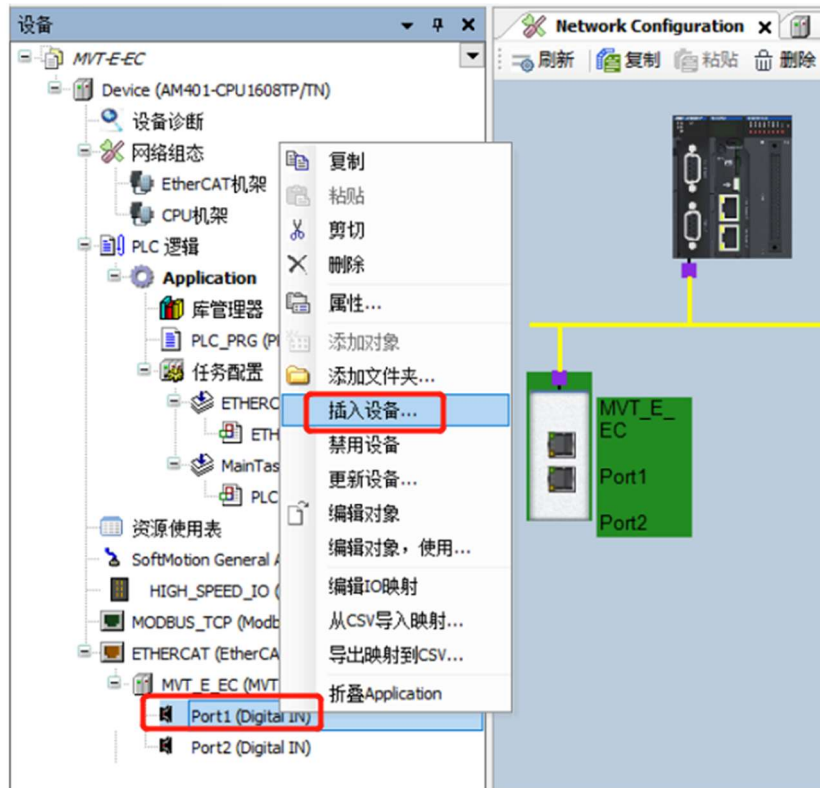 设备
MVT-E-EC
Device (AM401-CPU1608TP/TN)
设备诊断
网络组态
EtherCAT机架
CPU机架
PLC 逻辑
Application
库管理器
PLC_PRG (P
任务配置
ETHERC
ETH
MainTas
PLC
资源使用表
SoftMotion General A
HIGH_SPEED_IO (
MODBUS_TCP (Modb
ETHERCAT (EtherCA
MVT_E_EC (MVT
Port1 (Digital IN)
Port2 (Digital IN)
复制
粘贴
剪切
删除
属性...
添加对象
添加文件夹...
插入设备...
禁用设备
更新设备...
编辑对象
编辑对象，使用...
编辑IO映射
从CSV导入映射...
导出映射到CSV...
折叠Application
Network Configuration
刷新
复制
粘贴
删除
MVT_E_
EC
Port1
Port2